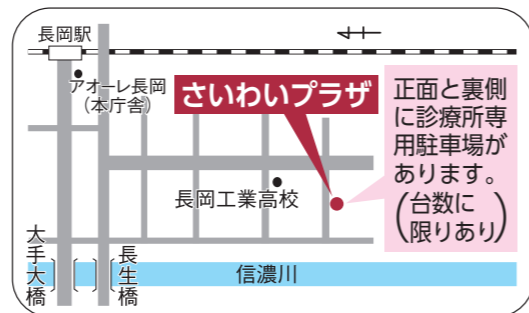 長岡駅
アオーレ長岡
(本庁舎)
さいわいプラザ
正面と裏側
に診療所専
用駐車場が
あります。
(台数に
限りあり)
長岡工業高校
大手大橋
長生橋
信濃川